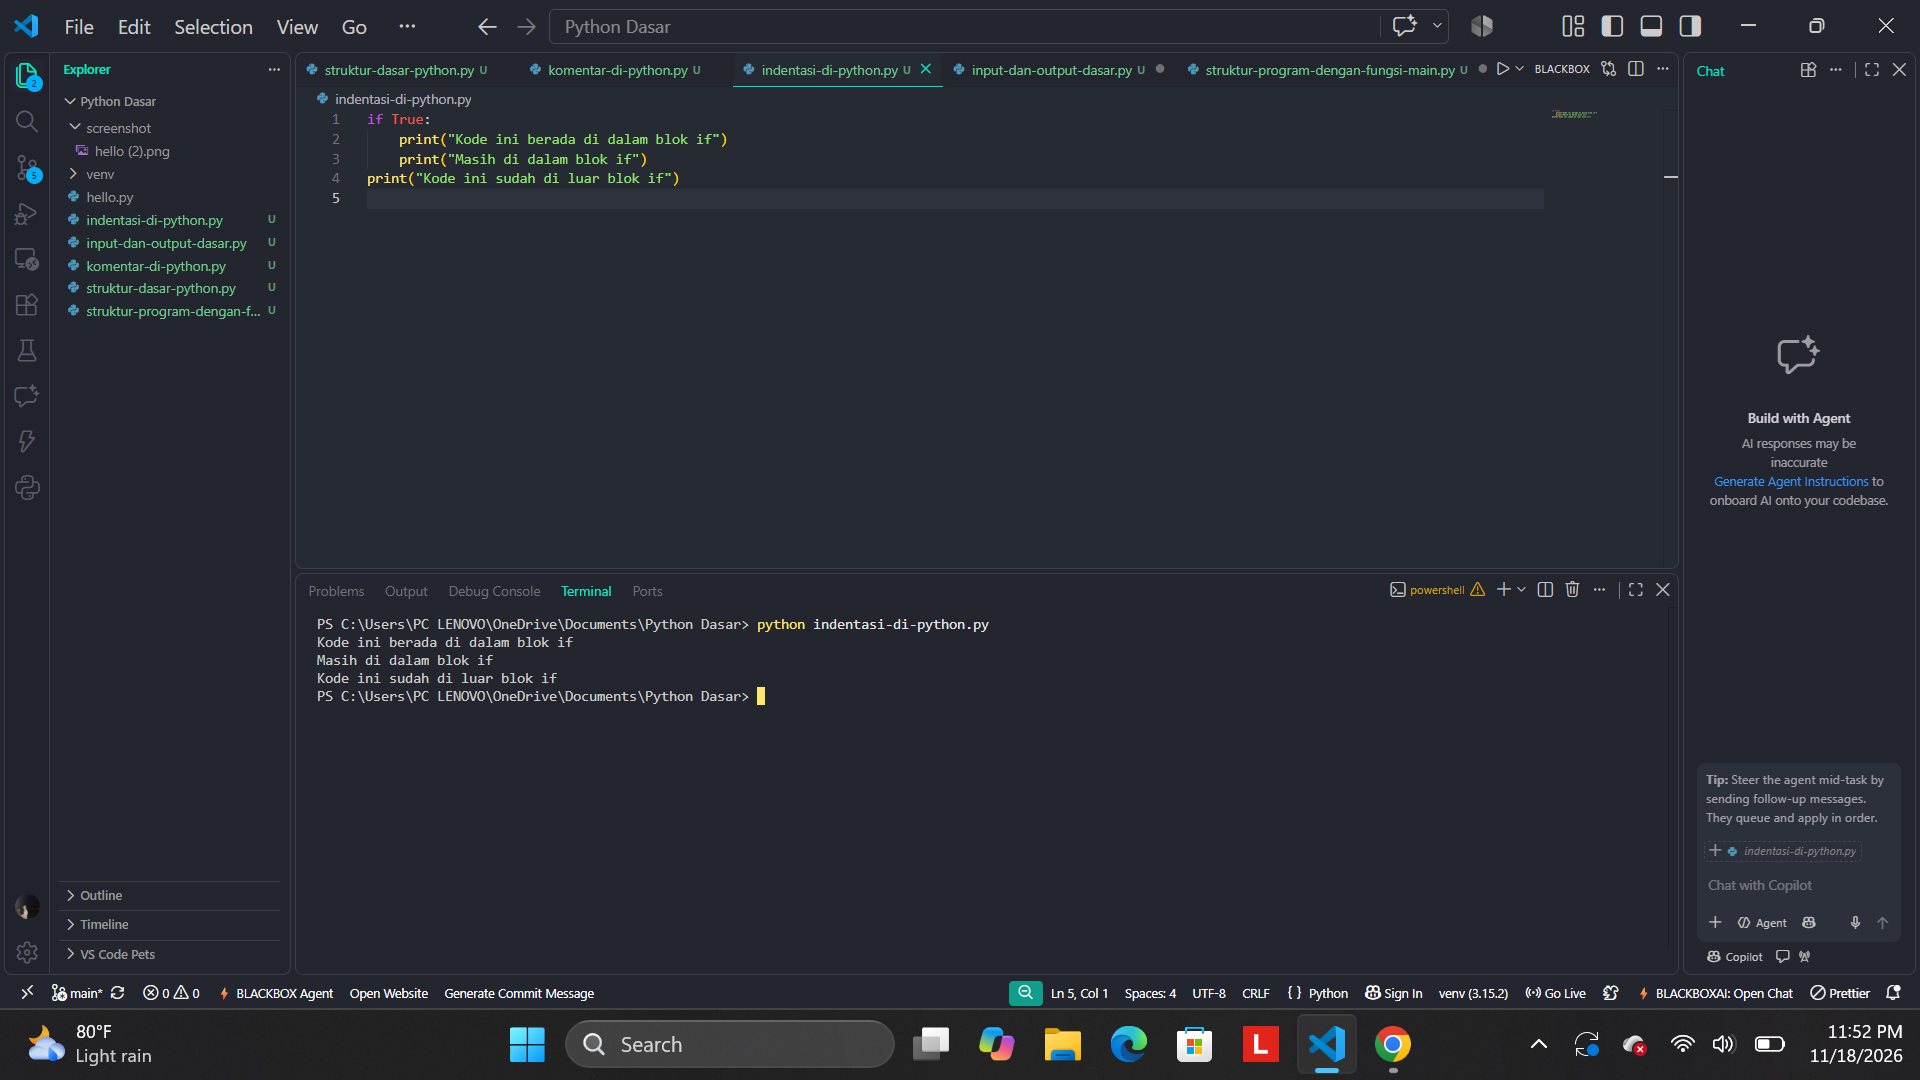 File Edit Selection View Go ··· Python Dasar
Explorer ···
2
Python Dasar
screenshot
hello (2).png
5
venv
hello.py
indentasi-di-python.py U
input-dan-output-dasar.py U
komentar-di-python.py U
struktur-dasar-python.py U
struktur-program-dengan-f... U
Outline
Timeline
VS Code Pets
struktur-dasar-python.py U komentar-di-python.py U indentasi-di-python.py U input-dan-output-dasar.py U struktur-program-dengan-fungsi-main.py U BLACKBOX ···
indentasi-di-python.py
1 if True:
2     print("Kode ini berada di dalam blok if")
3     print("Masih di dalam blok if")
4 print("Kode ini sudah di luar blok if")
5
Problems Output Debug Console Terminal Ports powershell ···
PS C:\Users\PC LENOVO\OneDrive\Documents\Python Dasar> python indentasi-di-python.py
Kode ini berada di dalam blok if
Masih di dalam blok if
Kode ini sudah di luar blok if
PS C:\Users\PC LENOVO\OneDrive\Documents\Python Dasar>
Chat ···
Build with Agent
AI responses may be
inaccurate
Generate Agent Instructions to
onboard AI onto your codebase.
Tip: Steer the agent mid-task by
sending follow-up messages.
They queue and apply in order.
indentasi-di-python.py
Chat with Copilot
Agent
Copilot
main* 0 0 BLACKBOX Agent Open Website Generate Commit Message Ln 5, Col 1 Spaces: 4 UTF-8 CRLF { } Python Sign In venv (3.15.2) Go Live BLACKBOXAI: Open Chat Prettier
80°F
Light rain
Search
L
11:52 PM
11/18/2026